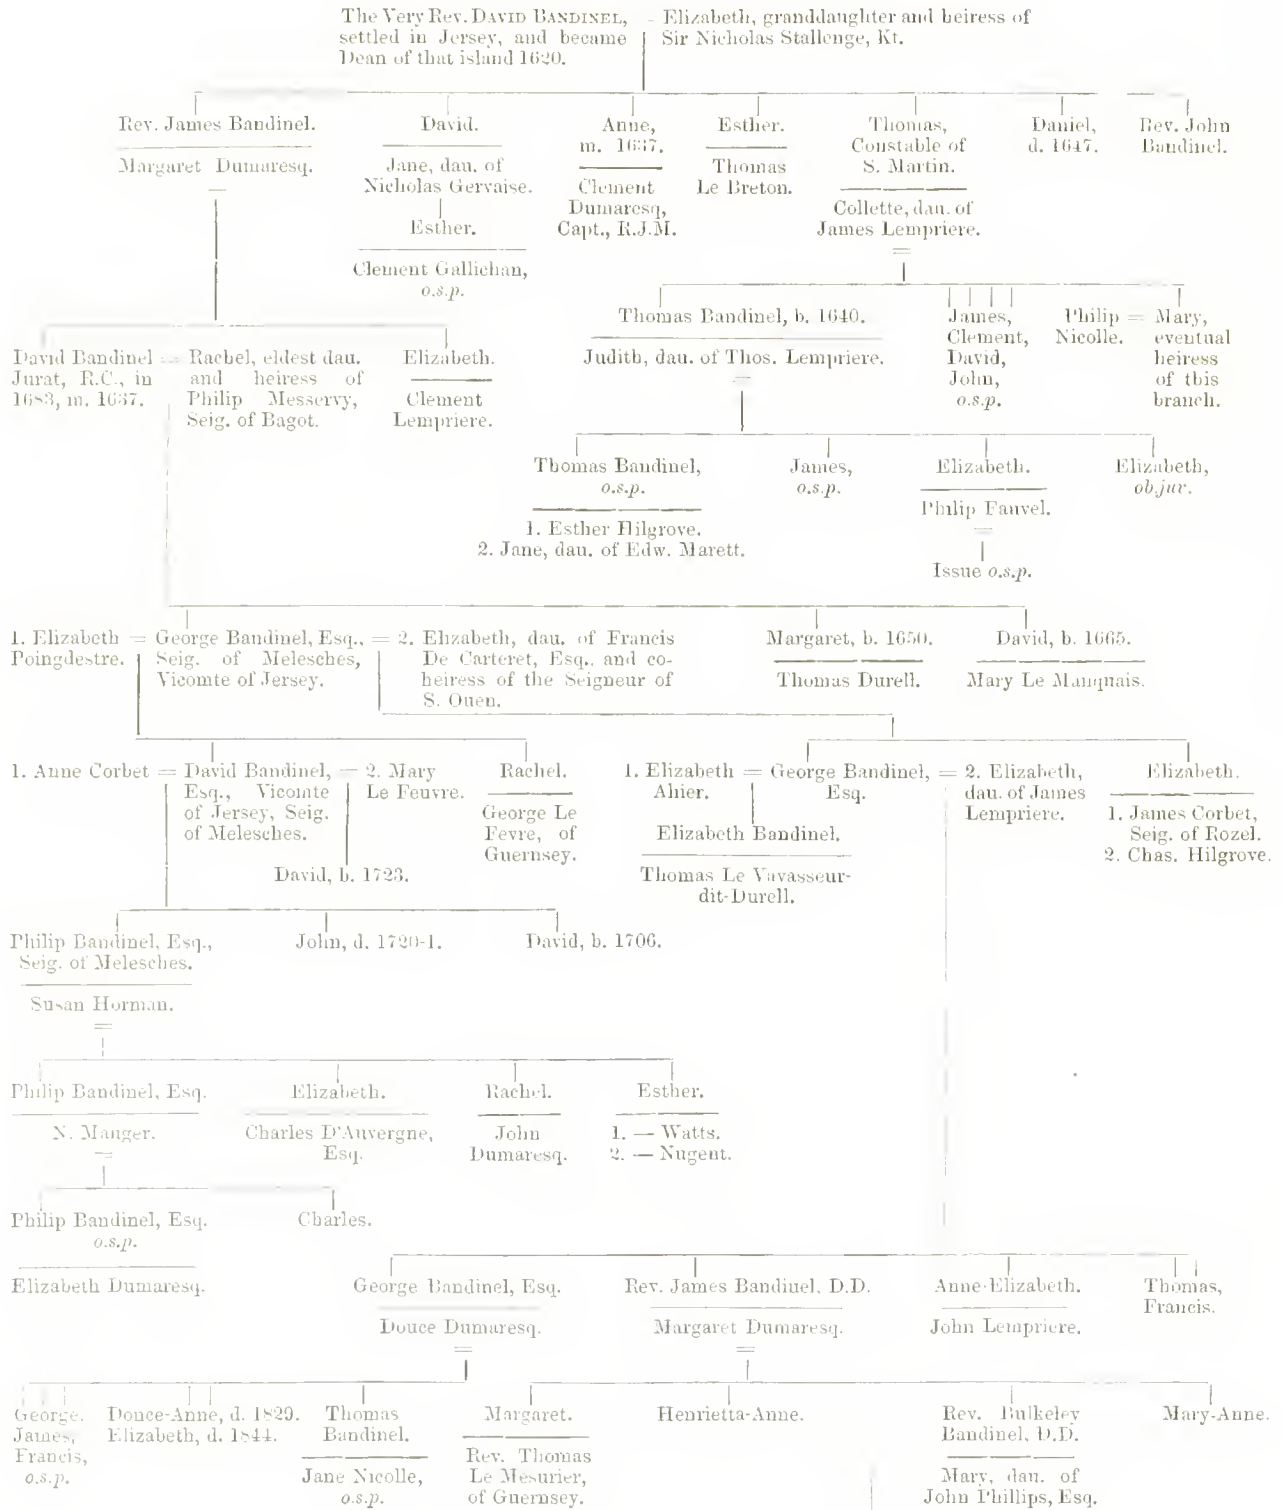 The Very Rev. DAVID BANDINEL,
settled in Jersey, and became
Dean of that island 1620.
Elizabeth, granddaughter and heiress of
Sir Nicholas Stallenge, Kt.
Rev. James Bandinel.
Margaret Dumaresq.
David.
Jane, dau. of
Nicholas Gervaise.
Esther.
Clement Gallichan,
o.s.p.
Anne,
m. 1637.
Clement
Dumaresq,
Capt., R.J.M.
Esther.
Thomas
Le Breton.
Thomas,
Constable of
S. Martin.
Collette, dau. of
James Lempriere.
=
Daniel,
d. 1647.
Rev. John
Bandinel.
David Bandinel =
Jurat, R.C., in
1683, m. 1637.
Rachel, eldest dau.
and heiress of
Philip Messervy,
Seig. of Bagot.
Elizabeth.
Clement
Lempriere.
Thomas Bandinel, b. 1640.
Judith, dau. of Thos. Lempriere.
=
James,
Clement,
David,
John,
o.s.p.
Philip =
Nicolle.
Mary,
eventual
heiress
of this
branch.
Thomas Bandinel,
o.s.p.
1. Esther Hilgrove.
2. Jane, dau. of Edw. Marett.
James,
o.s.p.
Elizabeth.
Philip Fauvel.
=
Issue o.s.p.
Elizabeth,
ob. juv.
1. Elizabeth =
Poingdestre.
George Bandinel, Esq., =
Seig. of Melesches,
Vicomte of Jersey.
2. Elizabeth, dau. of Francis
De Carteret, Esq., and co-
heiress of the Seigneur of
S. Ouen.
Margaret, b. 1650.
Thomas Durell.
David, b. 1665.
Mary Le Manquais.
1. Anne Corbet =
David Bandinel, =
Esq., Vicomte
of Jersey, Seig.
of Melesches.
2. Mary
Le Feuvre.
David, b. 1723.
Rachel.
George Le
Fevre, of
Guernsey.
1. Elizabeth =
Ahier.
George Bandinel, =
Esq.
2. Elizabeth,
dau. of James
Lempriere.
Elizabeth Bandinel.
Thomas Le Vavasseur-
dit-Durell.
Elizabeth.
1. James Corbet,
Seig. of Rozel.
2. Chas. Hilgrove.
Philip Bandinel, Esq.,
Seig. of Melesches.
Susan Horman.
=
John, d. 1720-1.
David, b. 1706.
Philip Bandinel, Esq.
N. Manger.
=
Elizabeth.
Charles D'Auvergne,
Esq.
Rachel.
John
Dumaresq.
Esther.
1. — Watts.
2. — Nugent.
Philip Bandinel, Esq.
o.s.p.
Elizabeth Dumaresq.
Charles.
George Bandinel, Esq.
Douce Dumaresq.
=
Rev. James Bandinel, D.D.
Margaret Dumaresq.
=
Anne-Elizabeth.
John Lempriere.
Thomas,
Francis.
George.
James,
Francis,
o.s.p.
Douce-Anne, d. 1829.
Elizabeth, d. 1844.
Thomas
Bandinel.
Jane Nicolle,
o.s.p.
Margaret.
Rev. Thomas
Le Mesurier,
of Guernsey.
Henrietta-Anne.
Rev. Bulkeley
Bandinel, D.D.
Mary, dau. of
John Phillips, Esq.
Mary-Anne.